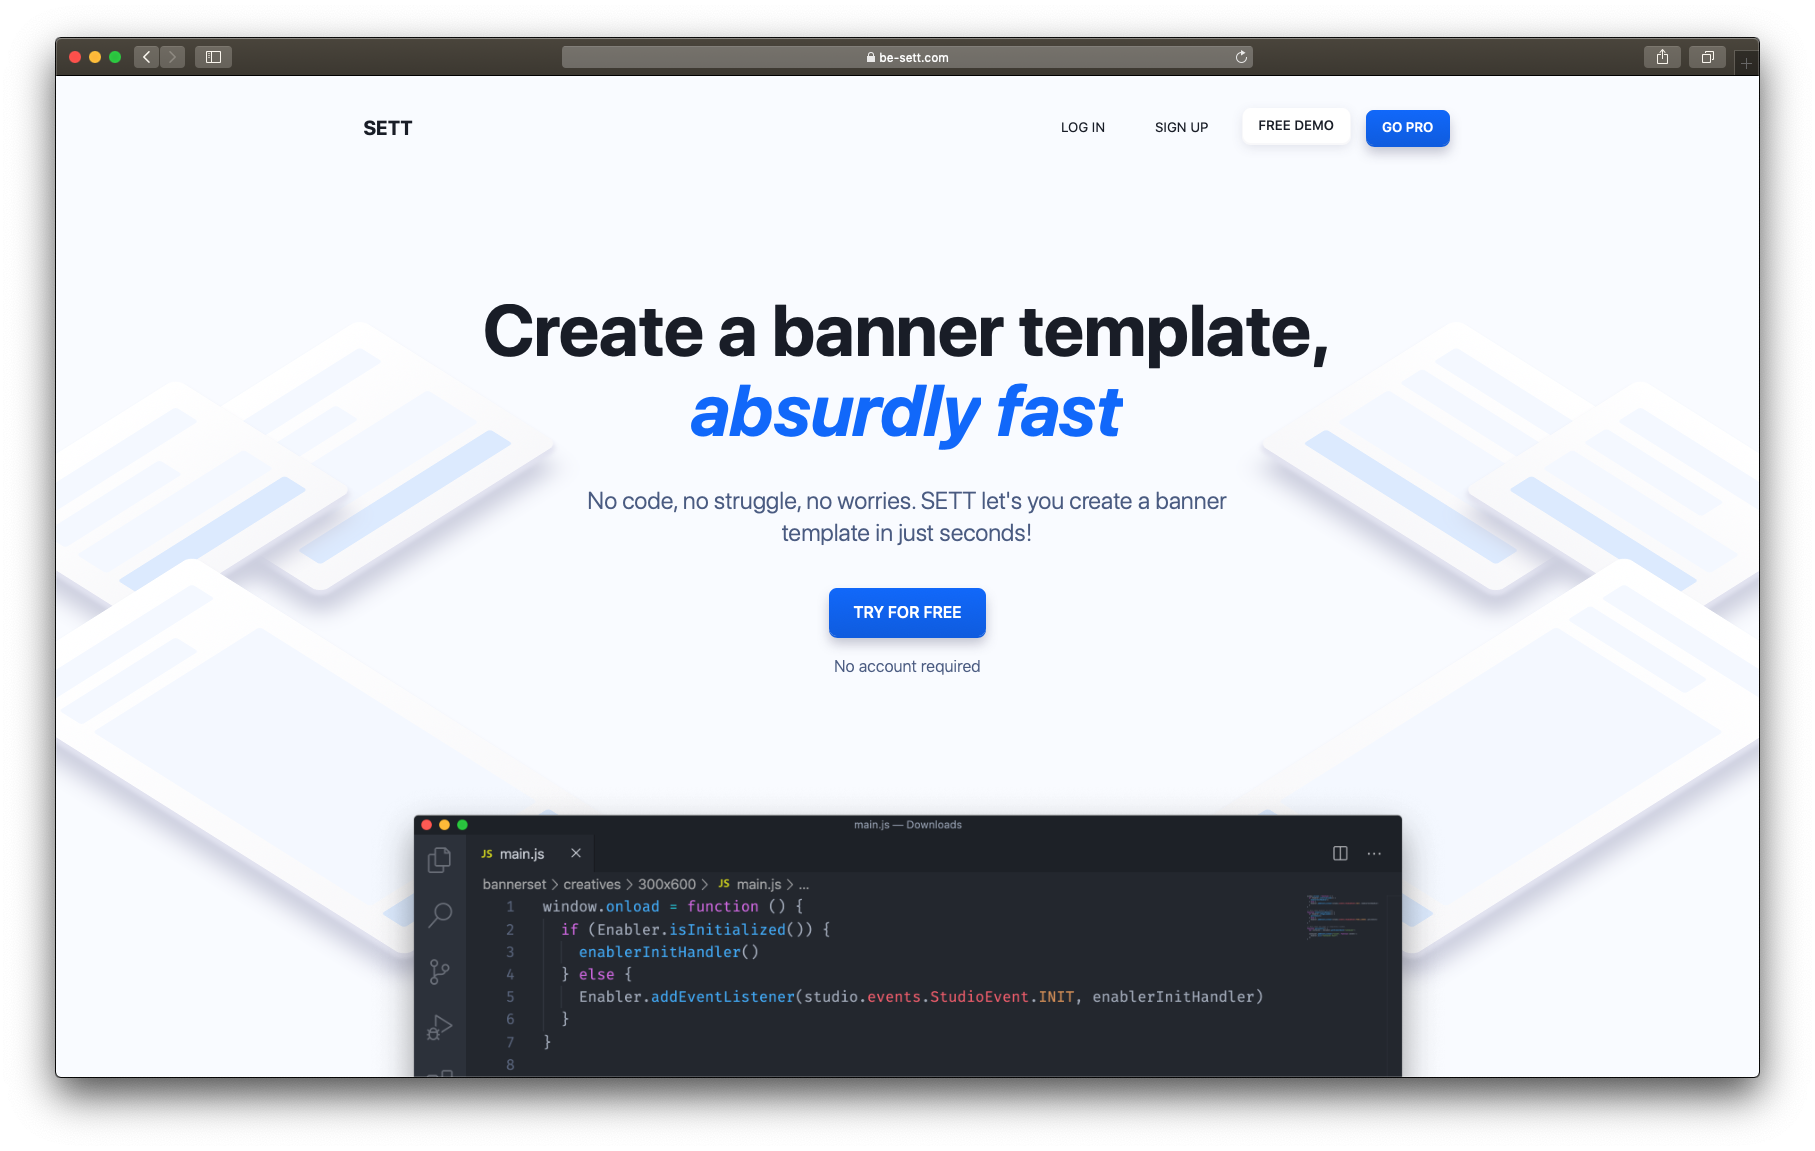 be-sett.com
SETT
LOG IN
SIGN UP
FREE DEMO
GO PRO
Create a banner template,
absurdly fast
No code, no struggle, no worries. SETT let's you create a banner
template in just seconds!
TRY FOR FREE
No account required
main.js — Downloads
JS main.js
bannerset > creatives > 300x600 > JS main.js > ...
1 window.onload = function () {
2 if (Enabler.isInitialized()) {
3 enablerInitHandler()
4 } else {
5 Enabler.addEventListener(studio.events.StudioEvent.INIT, enablerInitHandler)
6 }
7 }
8